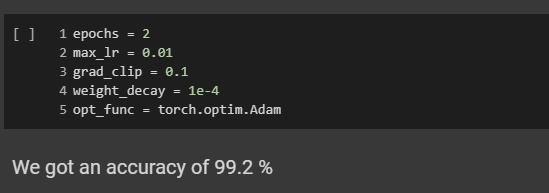 [ ] 1 epochs = 2
2 max_lr = 0.01
3 grad_clip = 0.1
4 weight_decay = 1e-4
5 opt_func = torch.optim.Adam
We got an accuracy of 99.2 %